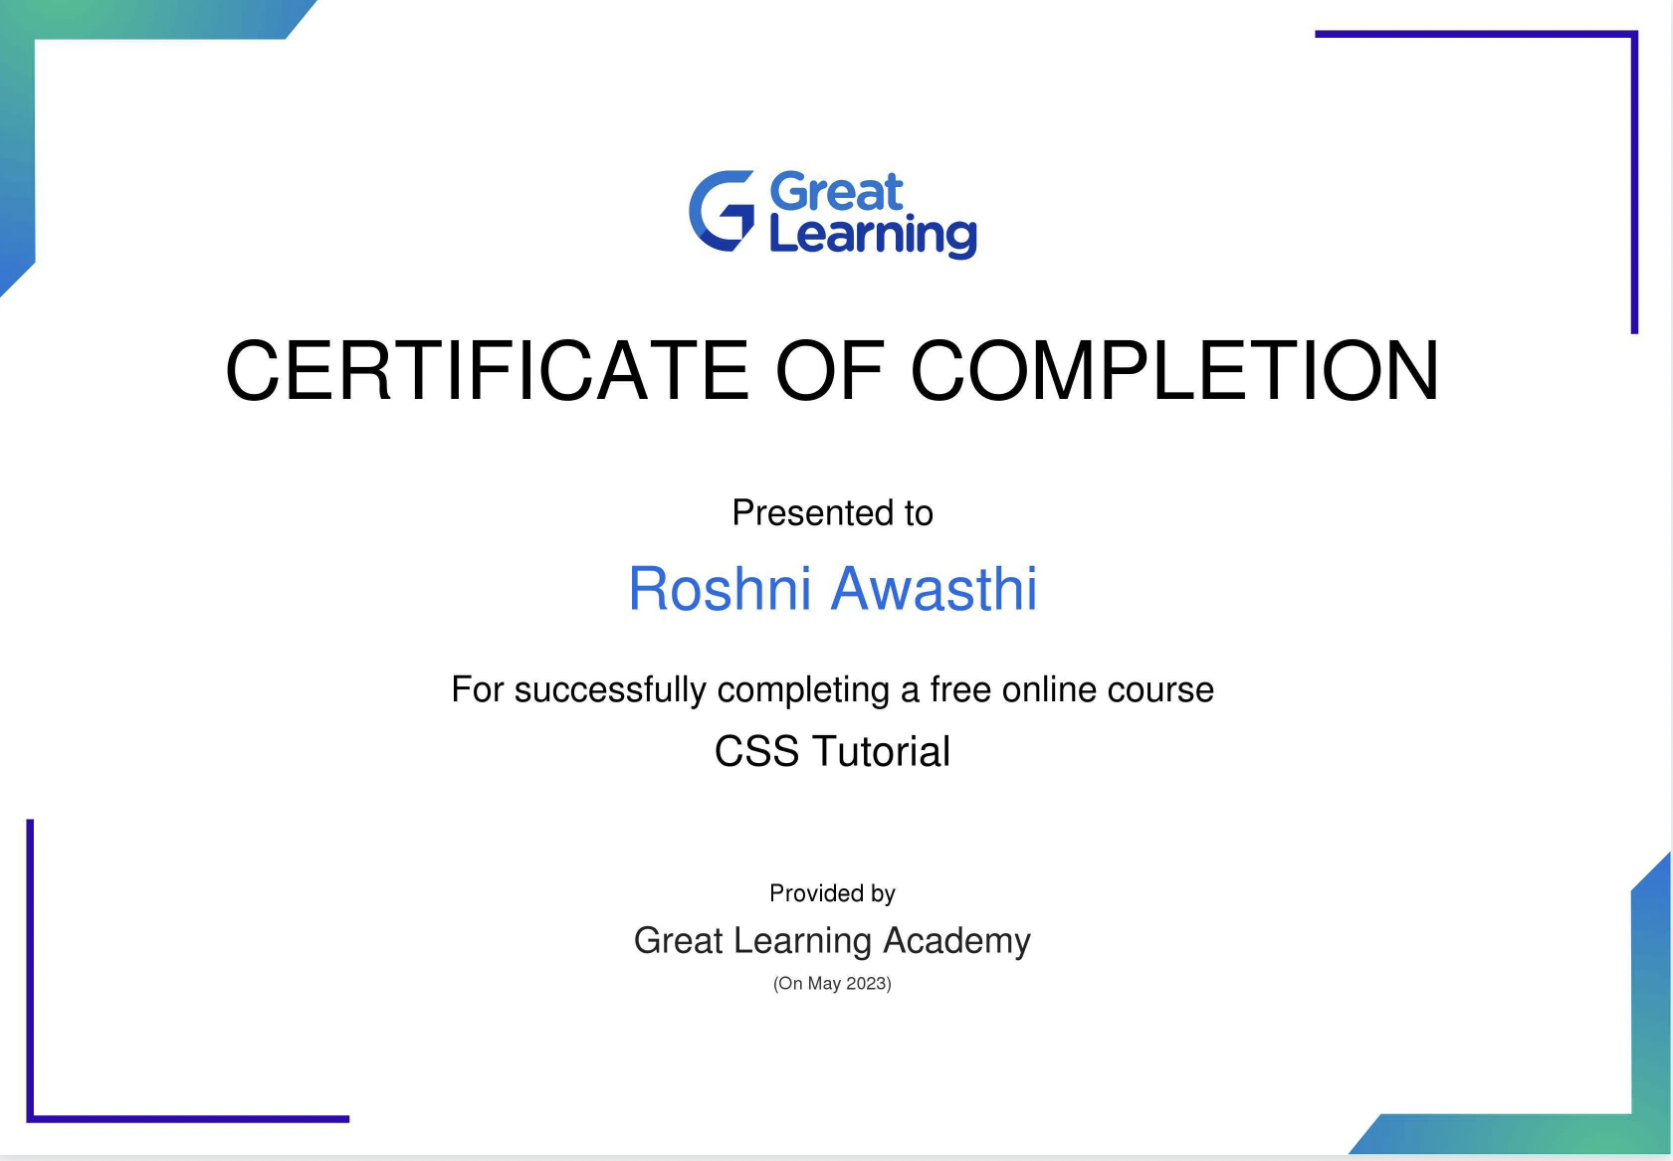 Great
Learning
CERTIFICATE OF COMPLETION
Presented to
Roshni Awasthi
For successfully completing a free online course
CSS Tutorial
Provided by
Great Learning Academy
(On May 2023)